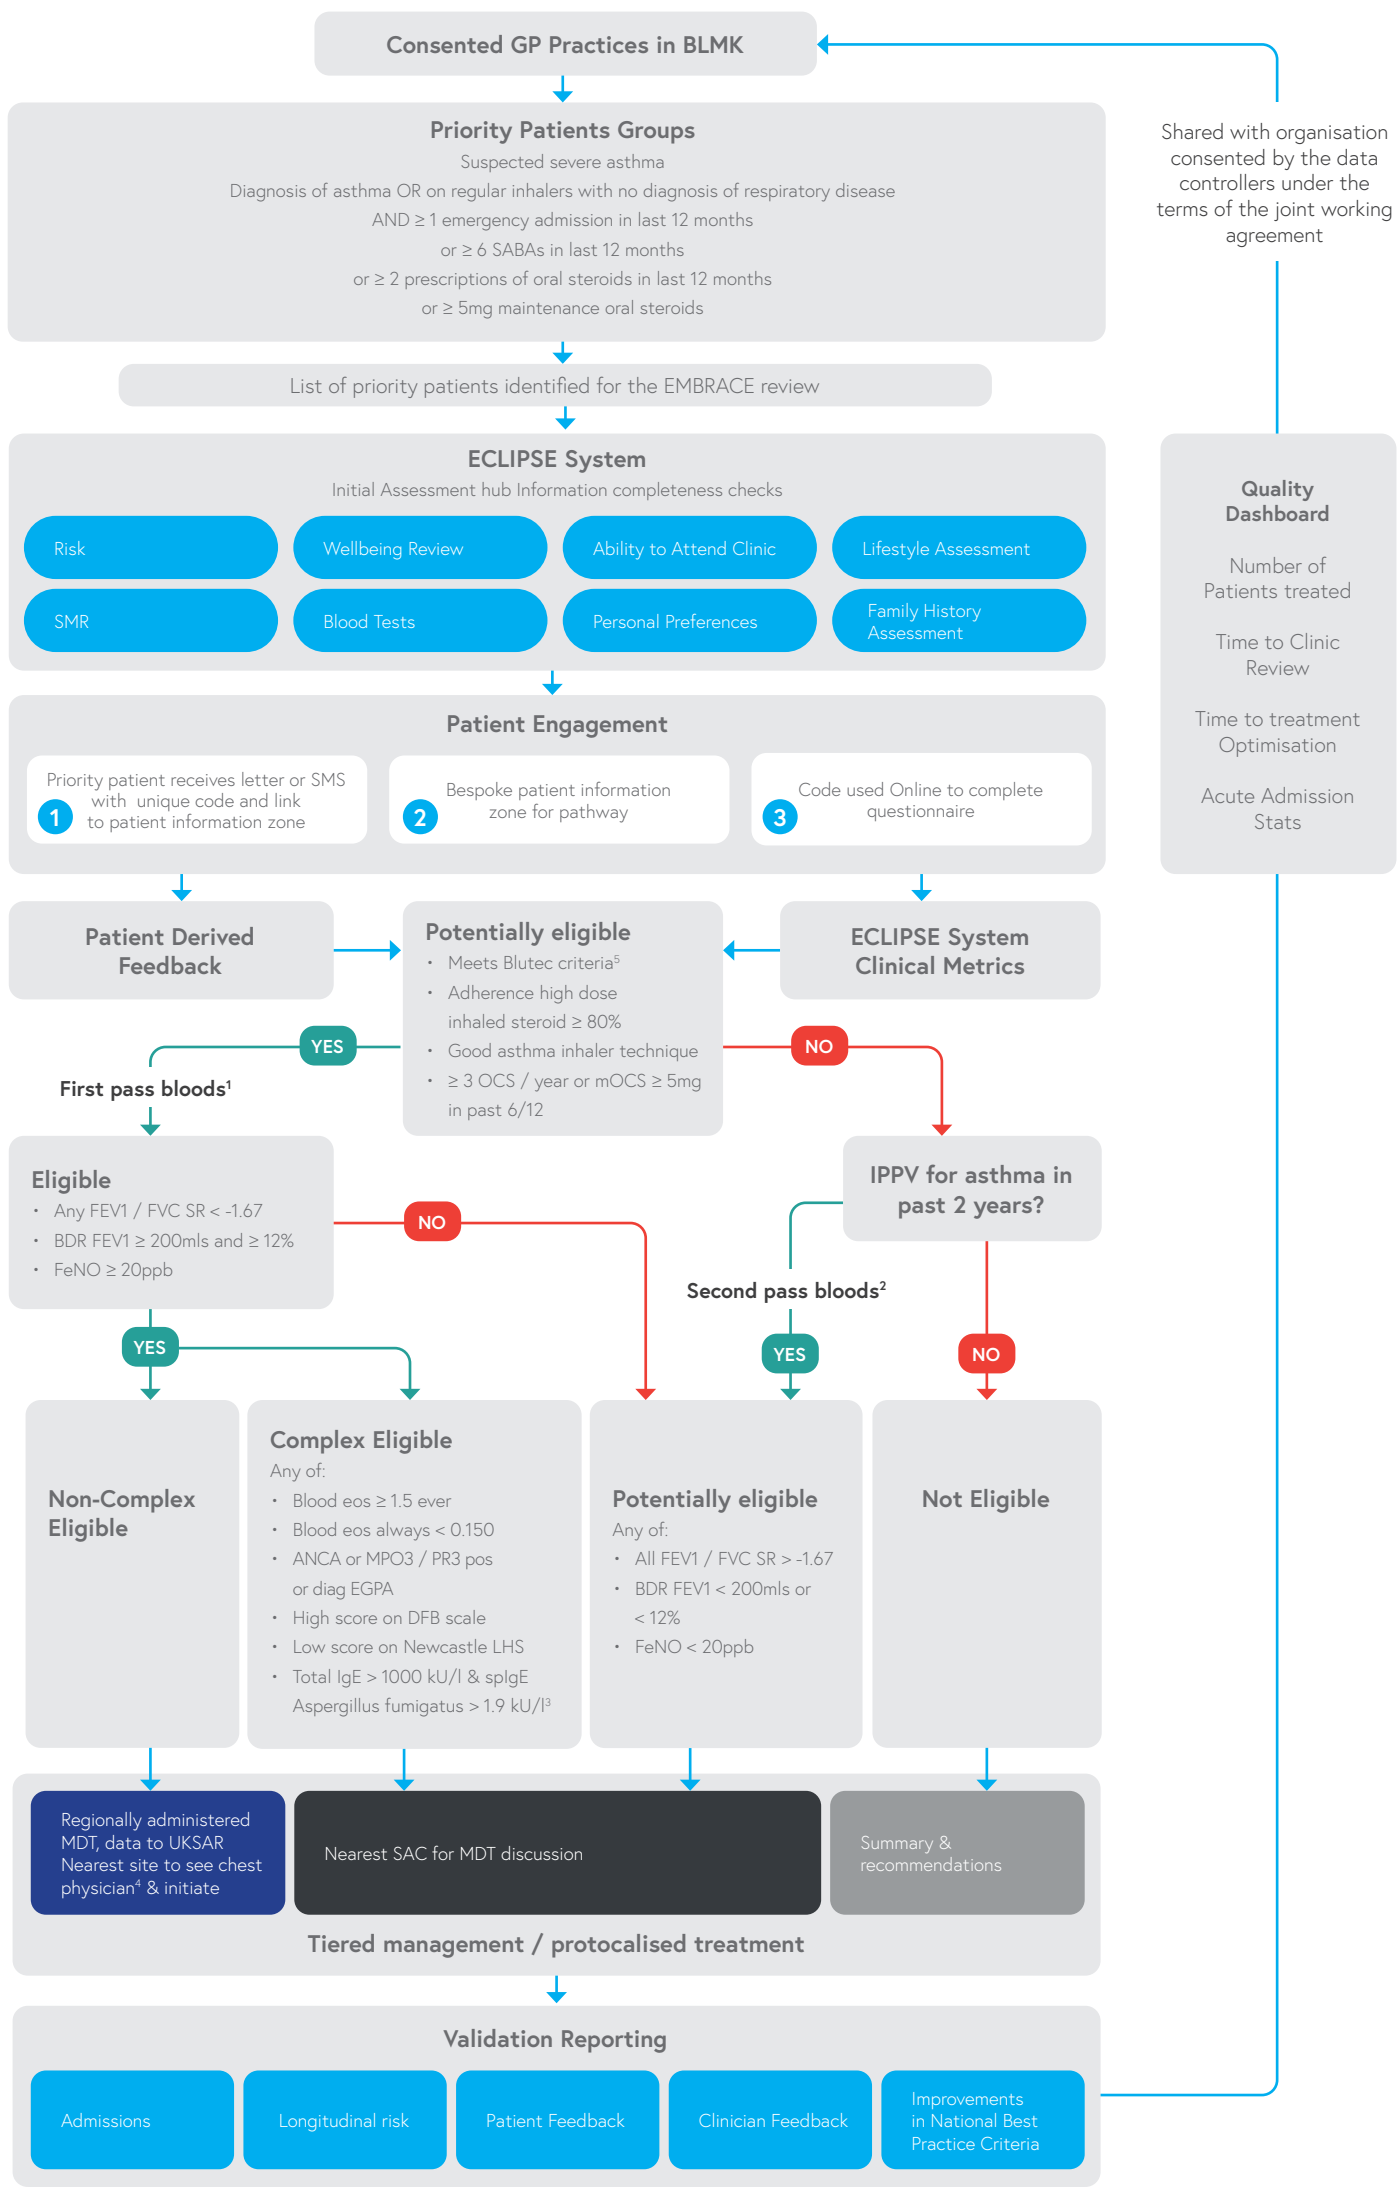 Consented GP Practices in BLMK
Priority Patients Groups
Suspected severe asthma
Diagnosis of asthma OR on regular inhalers with no diagnosis of respiratory disease
AND ≥ 1 emergency admission in last 12 months
or ≥ 6 SABAs in last 12 months
or ≥ 2 prescriptions of oral steroids in last 12 months
or ≥ 5mg maintenance oral steroids
Shared with organisation
consented by the data
controllers under the
terms of the joint working
agreement
List of priority patients identified for the EMBRACE review
ECLIPSE System
Initial Assessment hub Information completeness checks
Risk
Wellbeing Review
Ability to Attend Clinic
Lifestyle Assessment
SMR
Blood Tests
Personal Preferences
Family History
Assessment
Quality
Dashboard
Number of
Patients treated
Time to Clinic
Review
Time to treatment
Optimisation
Acute Admission
Stats
Patient Engagement
1
Priority patient receives letter or SMS
with unique code and link
to patient information zone
2
Bespoke patient information
zone for pathway
3
Code used Online to complete
questionnaire
Patient Derived
Feedback
Potentially eligible
• Meets Blutec criteria⁵
• Adherence high dose
inhaled steroid ≥ 80%
• Good asthma inhaler technique
• ≥ 3 OCS / year or mOCS ≥ 5mg
in past 6/12
ECLIPSE System
Clinical Metrics
YES
NO
First pass bloods¹
Eligible
• Any FEV1 / FVC SR < -1.67
• BDR FEV1 ≥ 200mls and ≥ 12%
• FeNO ≥ 20ppb
NO
IPPV for asthma in
past 2 years?
Second pass bloods²
YES
YES
NO
Non-Complex
Eligible
Complex Eligible
Any of:
• Blood eos ≥ 1.5 ever
• Blood eos always < 0.150
• ANCA or MPO3 / PR3 pos
or diag EGPA
• High score on DFB scale
• Low score on Newcastle LHS
• Total IgE > 1000 kU/l & spIgE
Aspergillus fumigatus > 1.9 kU/l³
Potentially eligible
Any of:
• All FEV1 / FVC SR > -1.67
• BDR FEV1 < 200mls or
< 12%
• FeNO < 20ppb
Not Eligible
Regionally administered
MDT, data to UKSAR
Nearest site to see chest
physician⁴ & initiate
Nearest SAC for MDT discussion
Summary &
recommendations
Tiered management / protocalised treatment
Validation Reporting
Admissions
Longitudinal risk
Patient Feedback
Clinician Feedback
Improvements
in National Best
Practice Criteria